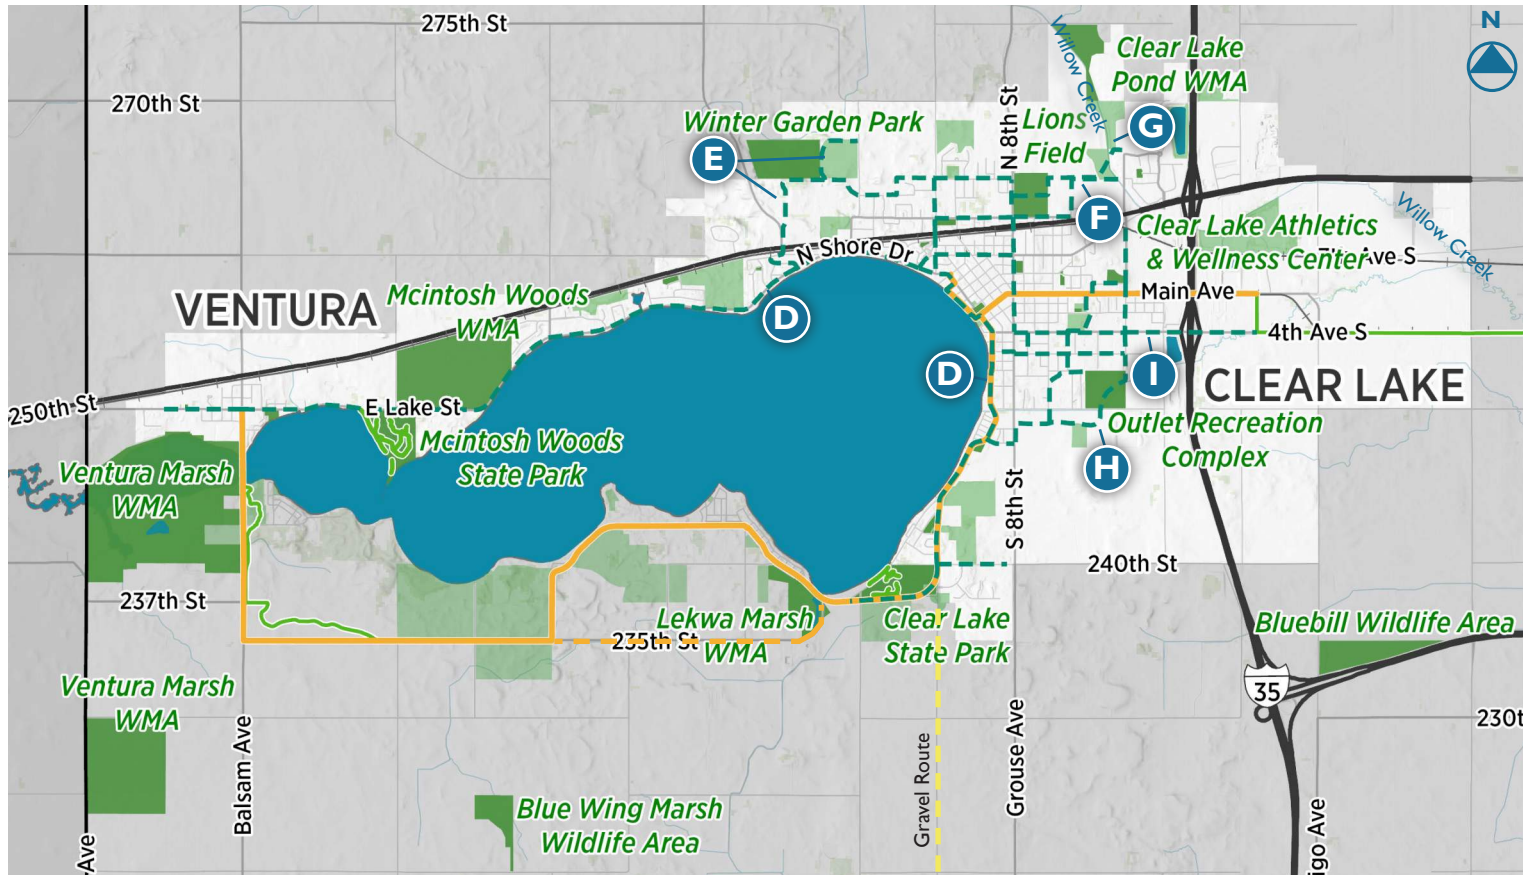 275th St
N
Willow Creek
Clear Lake
Pond WMA
270th St
N 8th St
Winter Garden Park
Lions
Field
G
E
F
Willow Creek
Clear Lake Athletics
& Wellness Center
7th Ave S
N Shore Dr
VENTURA
Mcintosh Woods
WMA
D
Main Ave
4th Ave S
D
I
CLEAR LAKE
250th St
E Lake St
Outlet Recreation
Complex
Mcintosh Woods
State Park
H
Ventura Marsh
WMA
S 8th St
240th St
237th St
Lekwa Marsh
WMA
235th St
Clear Lake
State Park
Bluebill Wildlife Area
35
Ventura Marsh
WMA
230t
Balsam Ave
Gravel Route
Grouse Ave
Blue Wing Marsh
Wildlife Area
Ave
igo Ave